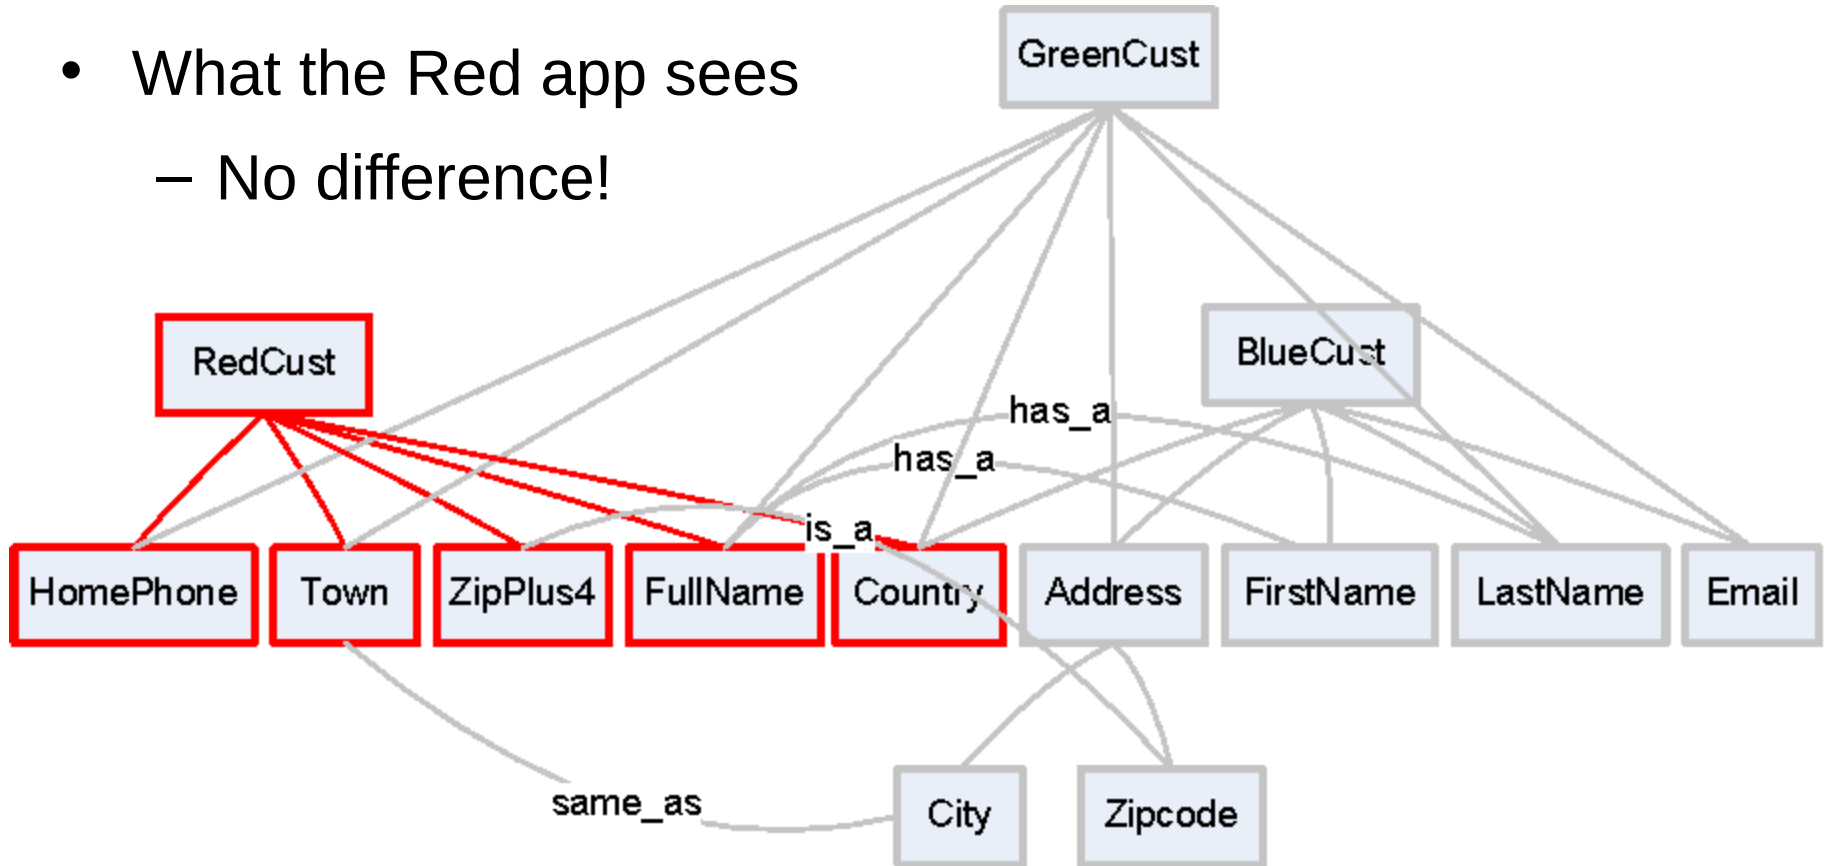 • What the Red app sees
– No difference!
GreenCust
RedCust
BlueCust
has_a
has_a
is_a
HomePhone
Town
ZipPlus4
FullName
Country
Address
FirstName
LastName
Email
same_as
City
Zipcode